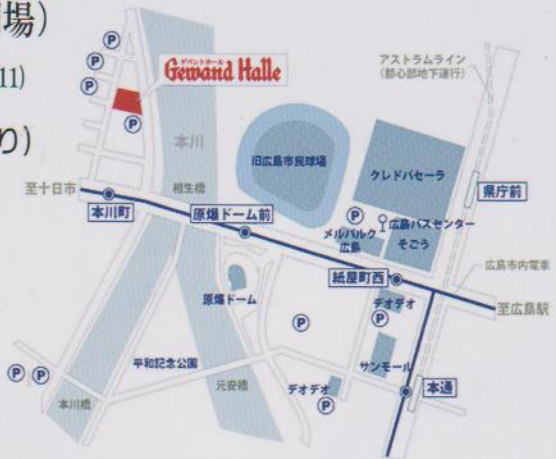 場)
11)
り)
P
P
P
P
ゲバントホール
Gewand Halle
アストラムライン
(都心部地下運行)
本川
旧広島市民球場
クレドパセーラ
至十日市
相生橋
県庁前
本川町
原爆ドーム前
P
広島バスセンター
メルパルク
広島
そごう
広島市内電車
紙屋町西
原爆ドーム
デオデオ
至広島駅
P
P
平和記念公園
サンモール
P
P
デオデオ
本川橋
元安橋
P
本通